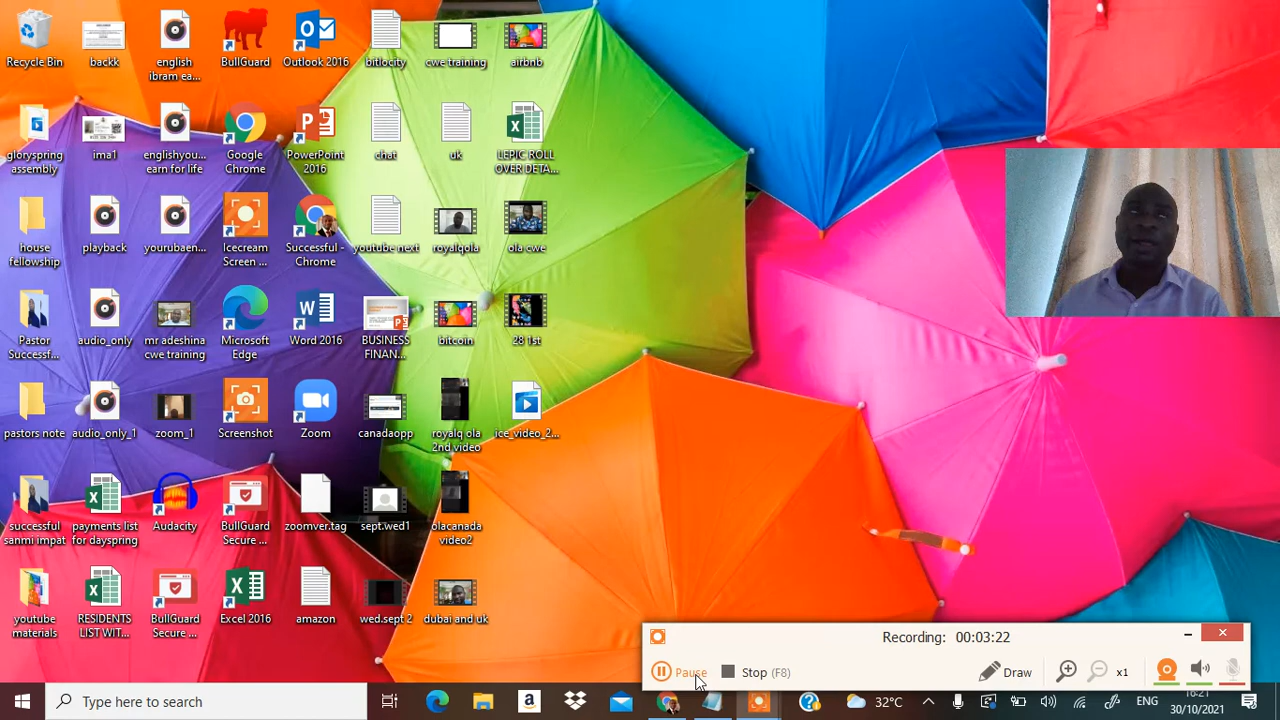 Recycle Bin
backk
english
ibram ea...
BullGuard
Outlook 2016
bitlocity
cwe training
airbnb
gloryspring
assembly
ima1
englishyou...
earn for life
Google
Chrome
PowerPoint
2016
chat
uk
LEPIC ROLL
OVER DETA...
house
fellowship
playback
yourubaen...
Icecream
Screen ...
Successful -
Chrome
youtube next
royalqola
ola cwe
Pastor
Successf...
audio_only
mr adeshina
cwe training
Microsoft
Edge
Word 2016
BUSINESS
FINAN...
bitcoin
28 1st
pastors note
audio_only_1
zoom_1
Screenshot
Zoom
canadaopp
royalq ola
2nd video
ice_video_2...
successful
sanmi impat
payments list
for dayspring
Audacity
BullGuard
Secure ...
zoomver.tag
sept.wed1
olacanada
video2
youtube
materials
RESIDENTS
LIST WIT...
BullGuard
Secure ...
Excel 2016
amazon
wed.sept 2
dubai and uk
Recording: 00:03:22
Pause
Stop (F8)
Draw
x1
Type here to search
32°C
ENG
16:21
30/10/2021